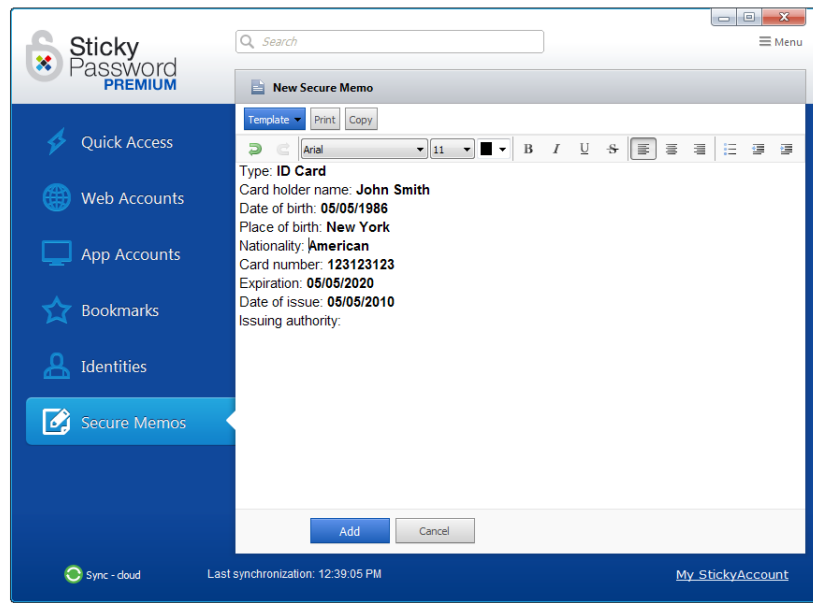 Sticky
Password
PREMIUM
Search
Menu
New Secure Memo
Template Print Copy
Arial 11 B I U S
Quick Access
Web Accounts
App Accounts
Bookmarks
Identities
Secure Memos
Type: ID Card
Card holder name: John Smith
Date of birth: 05/05/1986
Place of birth: New York
Nationality: American
Card number: 123123123
Expiration: 05/05/2020
Date of issue: 05/05/2010
Issuing authority:
Add Cancel
Sync - cloud Last synchronization: 12:39:05 PM My StickyAccount